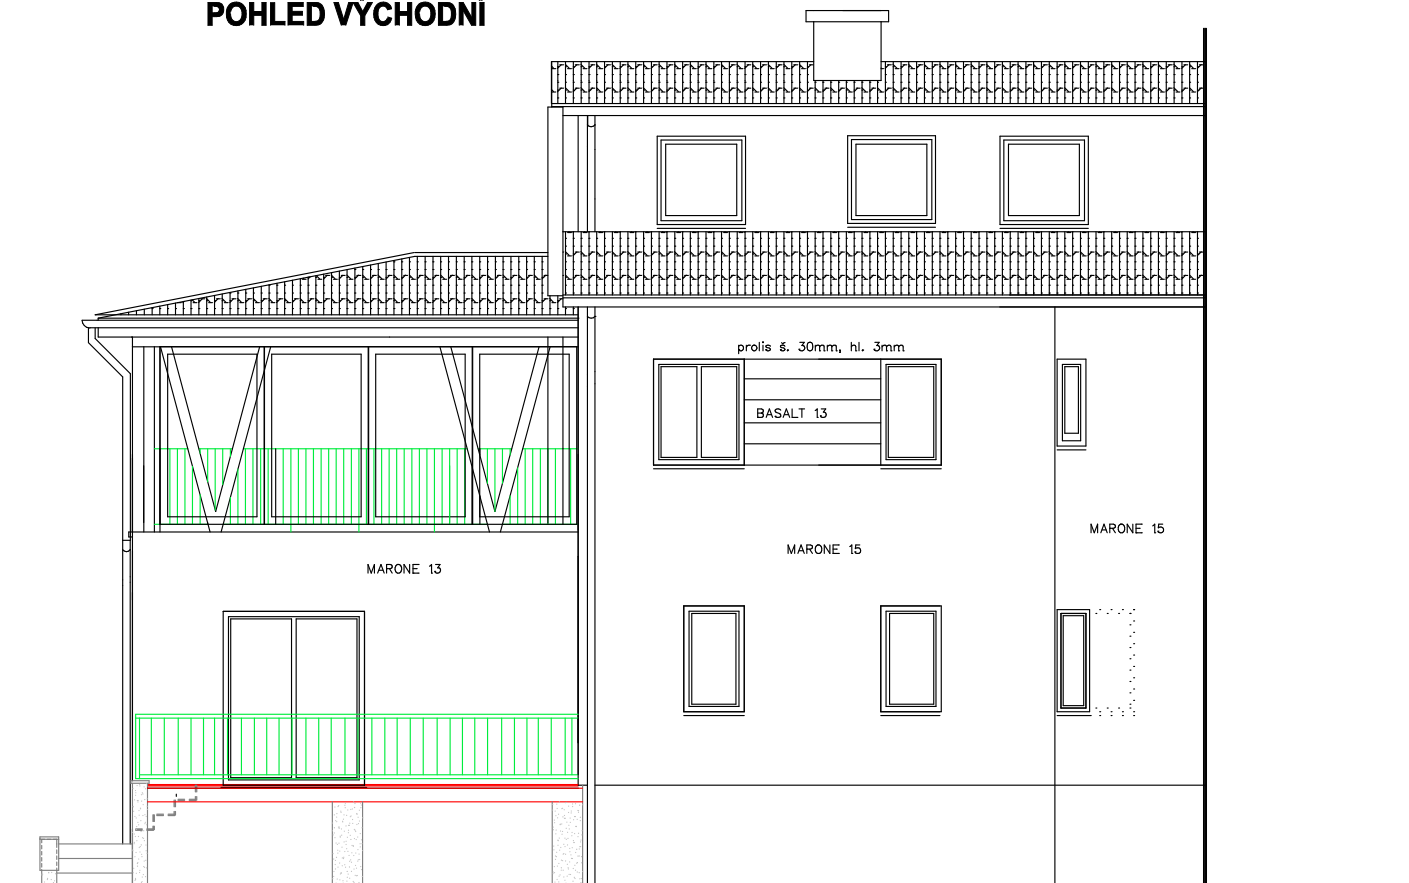 POHLED VÝCHODNÍ
prolis š. 30mm, hl. 3mm
BASALT 13
MARONE 15
MARONE 15
MARONE 13